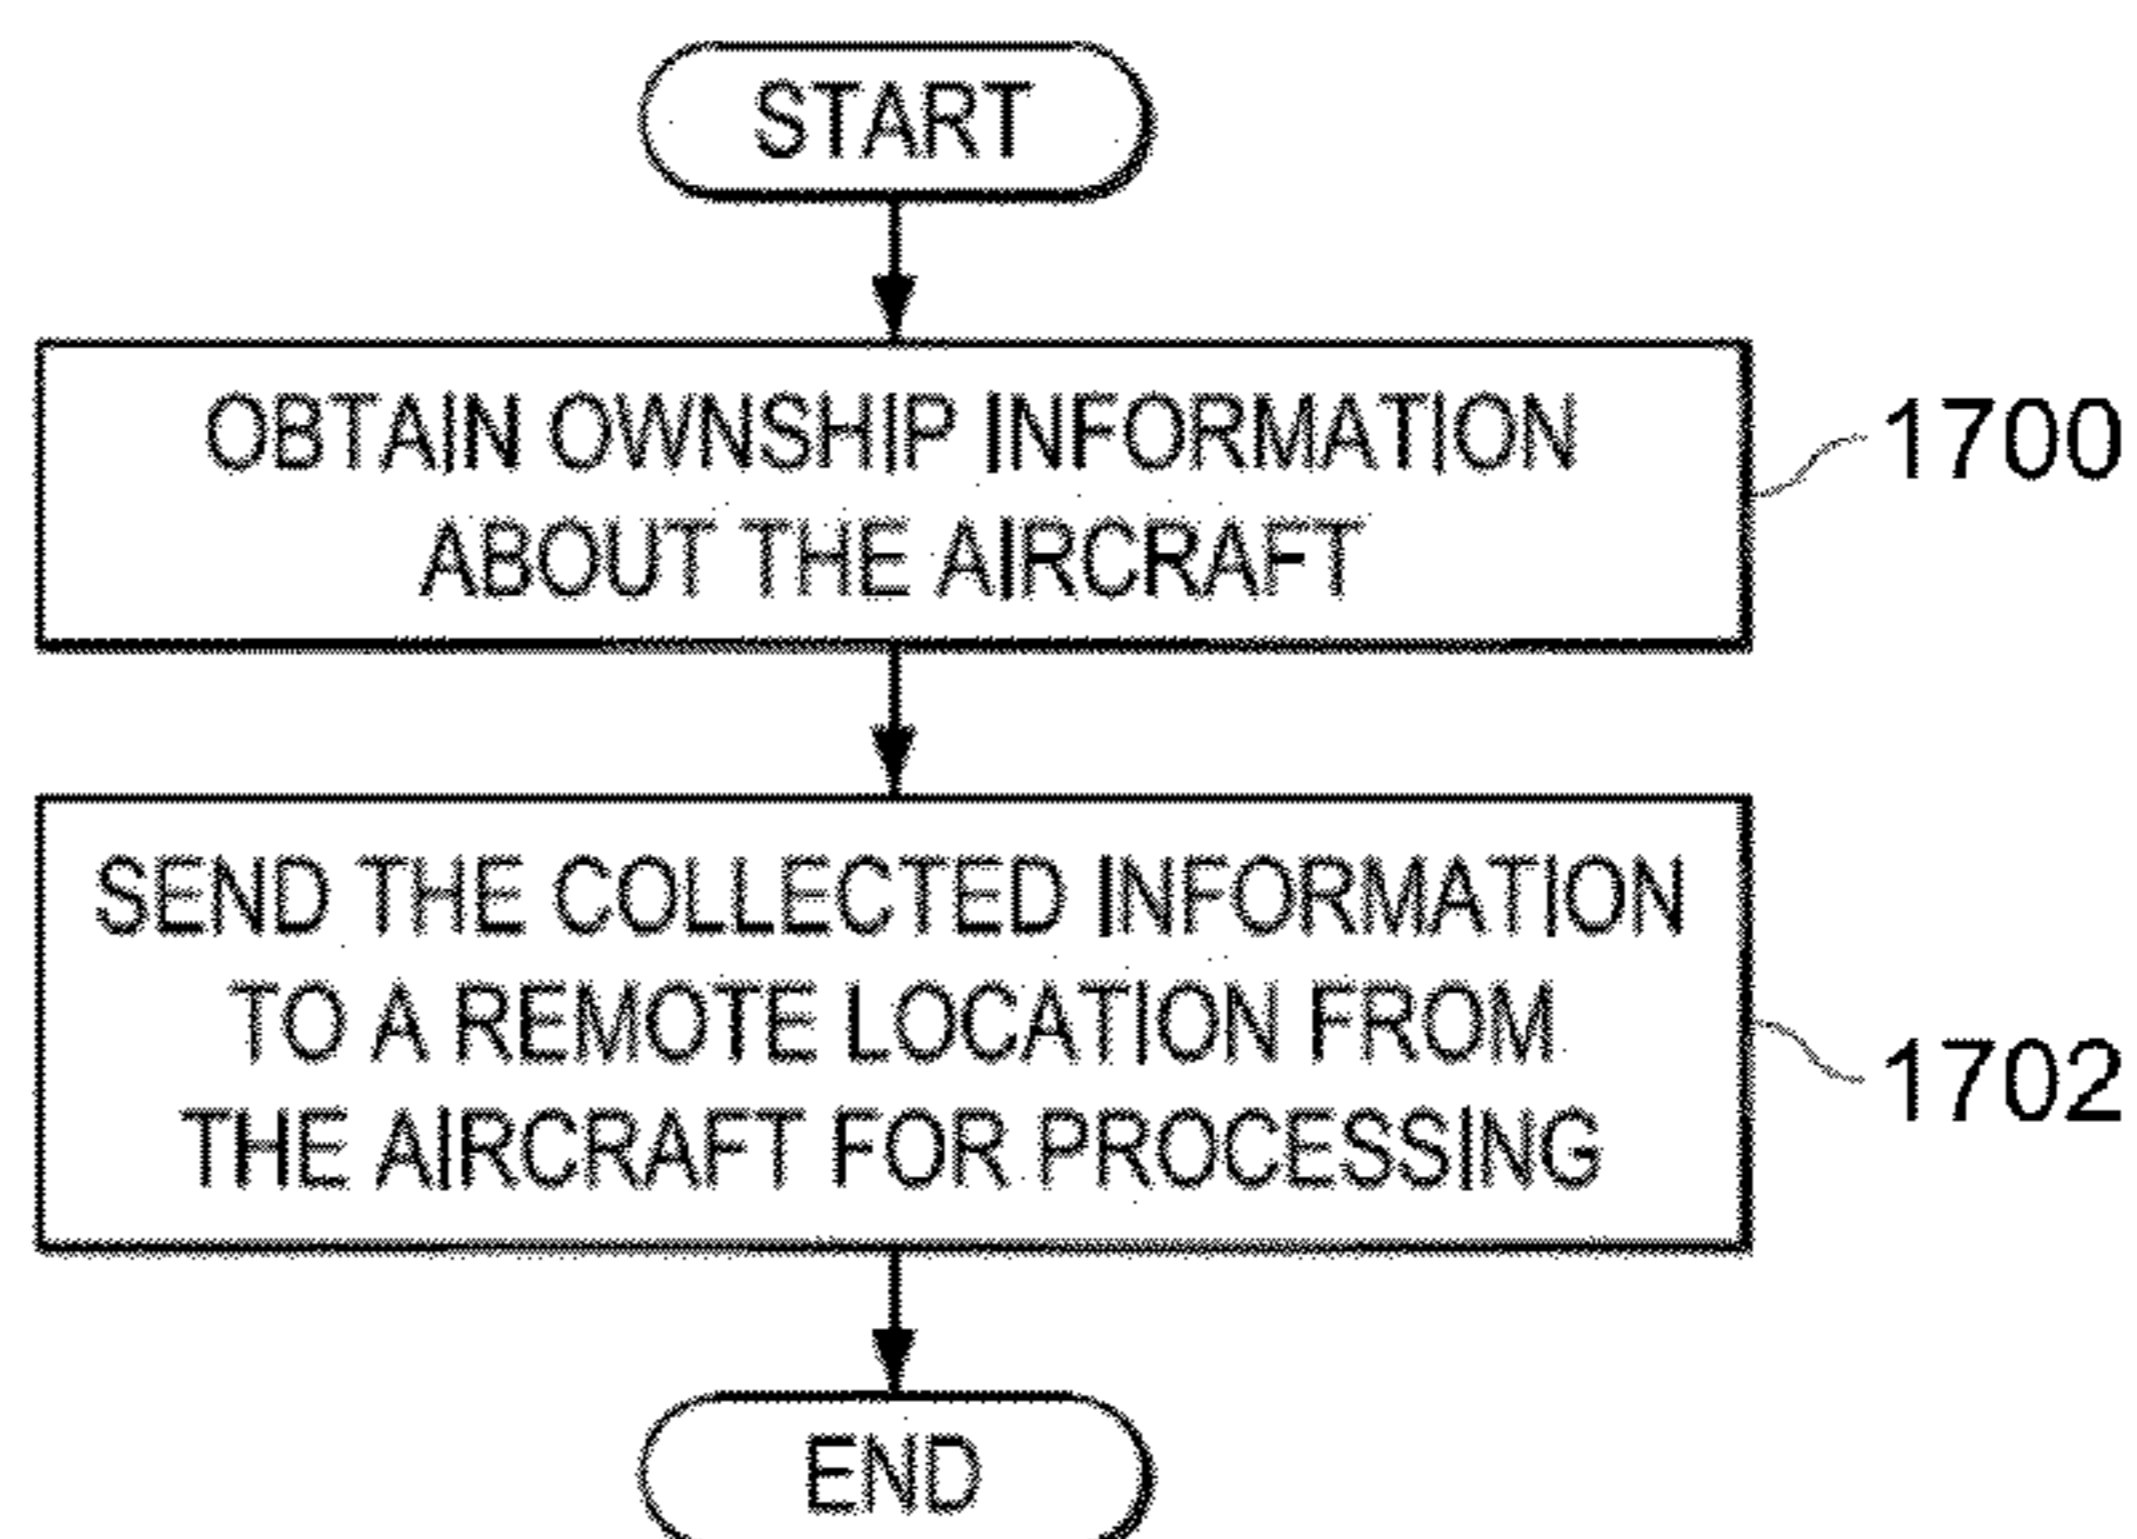 START
OBTAIN OWNSHIP INFORMATION
ABOUT THE AIRCRAFT
1700
SEND THE COLLECTED INFORMATION
TO A REMOTE LOCATION FROM
THE AIRCRAFT FOR PROCESSING
1702
END